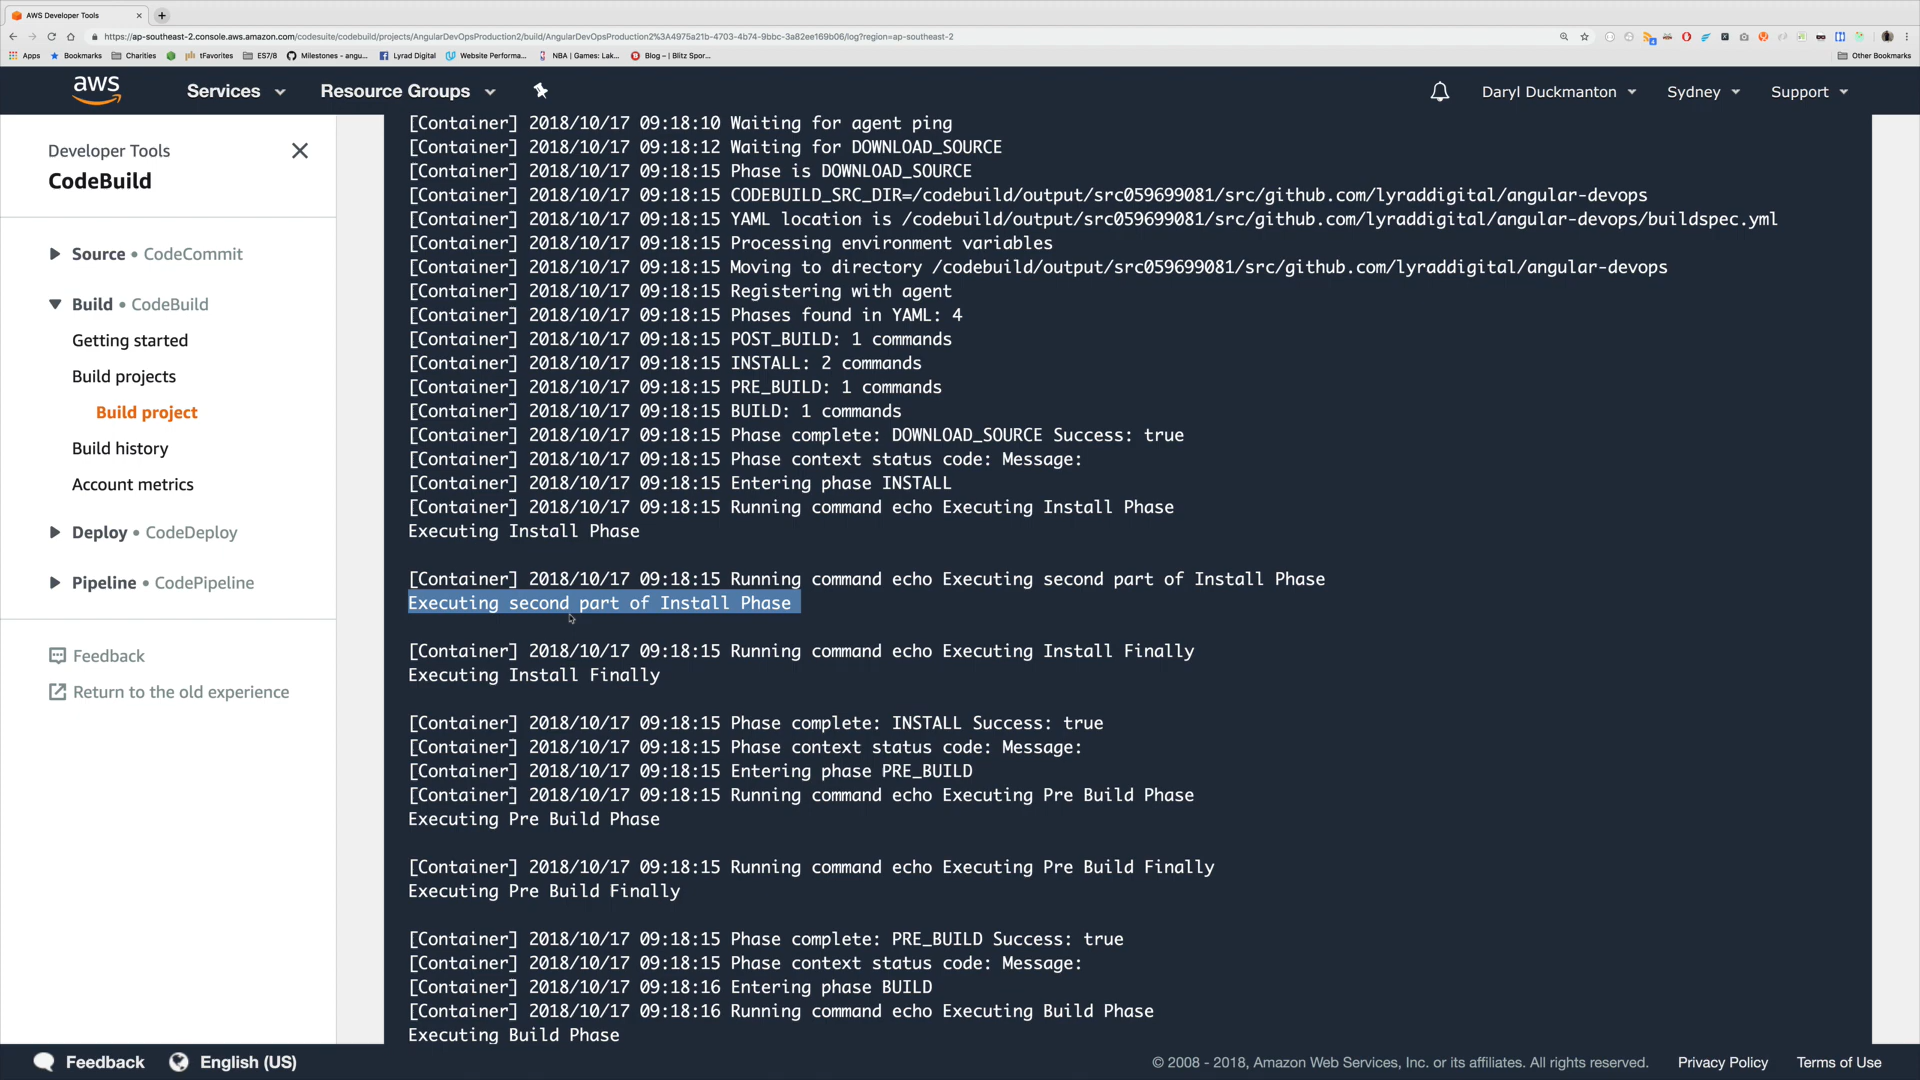 AWS Developer Tools
https://ap-southeast-2.console.aws.amazon.com/codesuite/codebuild/projects/AngularDevOpsProduction2/build/AngularDevOpsProduction2%3A4975a21b-4703-4b74-9bbc-3a82ee169b06/log?region=ap-southeast-2
Apps Bookmarks Charities tFavorites ES7/8 Milestones - angu... Lyrad Digital Website Performa... NBA | Games: Lak... Blog – | Blitz Spor... Other Bookmarks
aws Services Resource Groups Daryl Duckmanton Sydney Support
Developer Tools
CodeBuild
Source • CodeCommit
Build • CodeBuild
Getting started
Build projects
Build project
Build history
Account metrics
Deploy • CodeDeploy
Pipeline • CodePipeline
Feedback
Return to the old experience
[Container] 2018/10/17 09:18:10 Waiting for agent ping
[Container] 2018/10/17 09:18:12 Waiting for DOWNLOAD_SOURCE
[Container] 2018/10/17 09:18:15 Phase is DOWNLOAD_SOURCE
[Container] 2018/10/17 09:18:15 CODEBUILD_SRC_DIR=/codebuild/output/src059699081/src/github.com/lyraddigital/angular-devops
[Container] 2018/10/17 09:18:15 YAML location is /codebuild/output/src059699081/src/github.com/lyraddigital/angular-devops/buildspec.yml
[Container] 2018/10/17 09:18:15 Processing environment variables
[Container] 2018/10/17 09:18:15 Moving to directory /codebuild/output/src059699081/src/github.com/lyraddigital/angular-devops
[Container] 2018/10/17 09:18:15 Registering with agent
[Container] 2018/10/17 09:18:15 Phases found in YAML: 4
[Container] 2018/10/17 09:18:15 POST_BUILD: 1 commands
[Container] 2018/10/17 09:18:15 INSTALL: 2 commands
[Container] 2018/10/17 09:18:15 PRE_BUILD: 1 commands
[Container] 2018/10/17 09:18:15 BUILD: 1 commands
[Container] 2018/10/17 09:18:15 Phase complete: DOWNLOAD_SOURCE Success: true
[Container] 2018/10/17 09:18:15 Phase context status code: Message:
[Container] 2018/10/17 09:18:15 Entering phase INSTALL
[Container] 2018/10/17 09:18:15 Running command echo Executing Install Phase
Executing Install Phase
[Container] 2018/10/17 09:18:15 Running command echo Executing second part of Install Phase
Executing second part of Install Phase
[Container] 2018/10/17 09:18:15 Running command echo Executing Install Finally
Executing Install Finally
[Container] 2018/10/17 09:18:15 Phase complete: INSTALL Success: true
[Container] 2018/10/17 09:18:15 Phase context status code: Message:
[Container] 2018/10/17 09:18:15 Entering phase PRE_BUILD
[Container] 2018/10/17 09:18:15 Running command echo Executing Pre Build Phase
Executing Pre Build Phase
[Container] 2018/10/17 09:18:15 Running command echo Executing Pre Build Finally
Executing Pre Build Finally
[Container] 2018/10/17 09:18:15 Phase complete: PRE_BUILD Success: true
[Container] 2018/10/17 09:18:15 Phase context status code: Message:
[Container] 2018/10/17 09:18:16 Entering phase BUILD
[Container] 2018/10/17 09:18:16 Running command echo Executing Build Phase
Executing Build Phase
Feedback English (US) © 2008 - 2018, Amazon Web Services, Inc. or its affiliates. All rights reserved. Privacy Policy Terms of Use